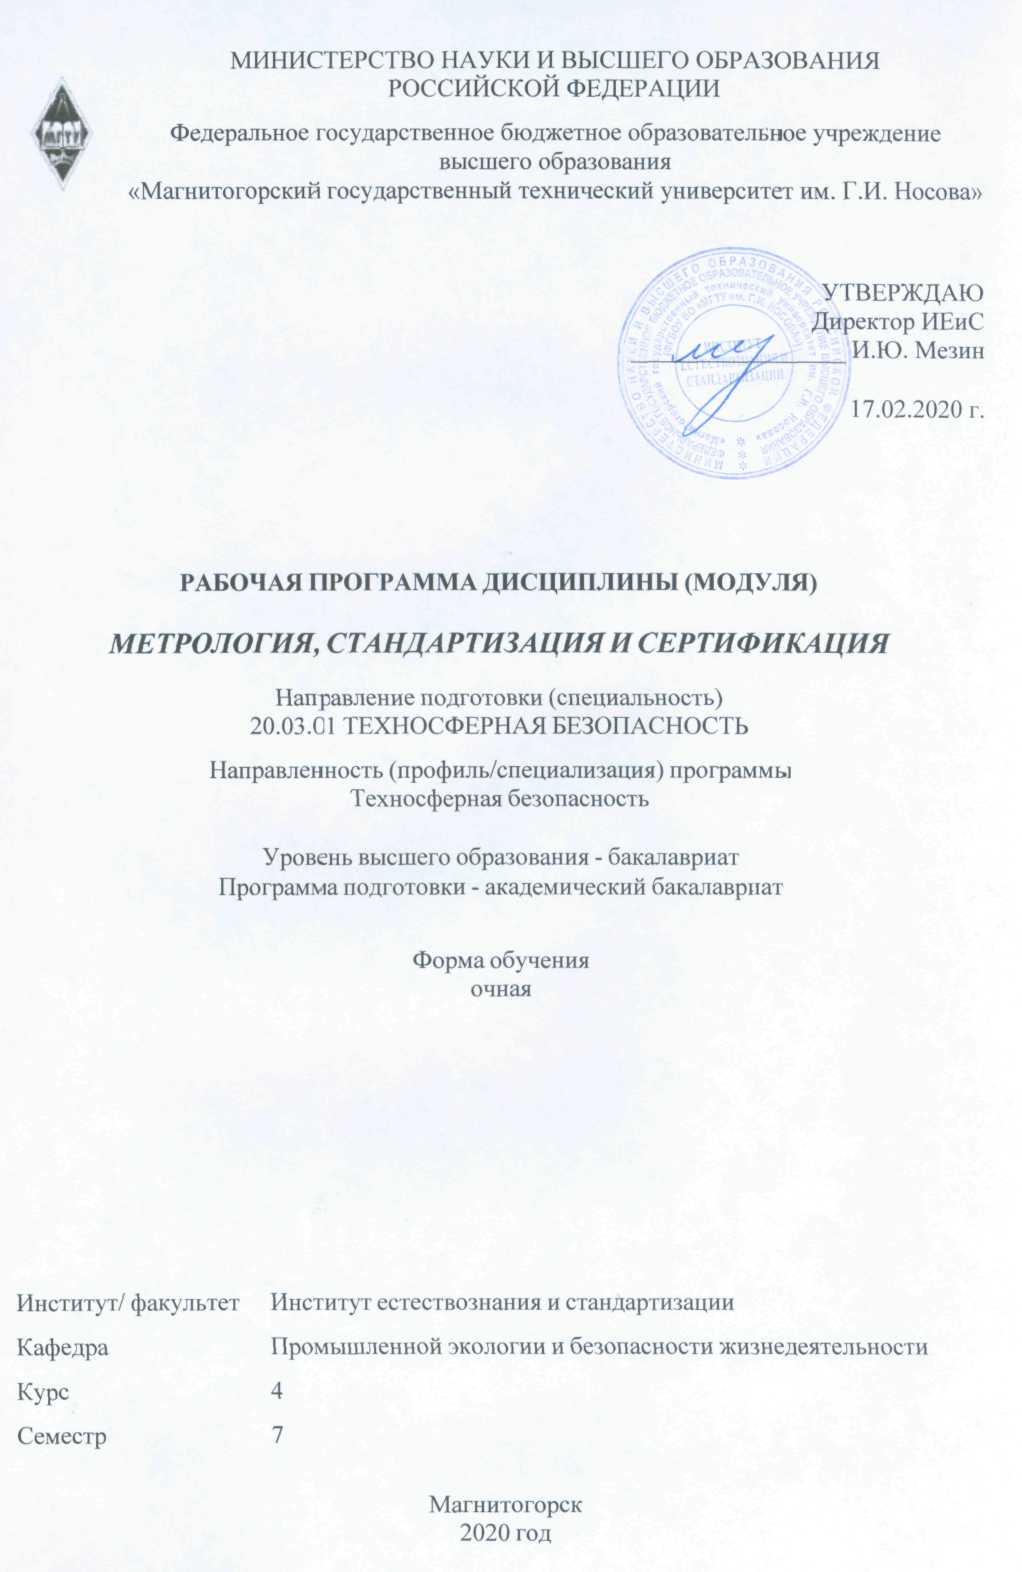 МИНИСТЕРСТВО НАУКИ И ВЫСШЕГО ОБРАЗОВАНИЯ
РОССИЙСКОЙ ФЕДЕРАЦИИ
Федеральное государственное бюджетное образовательное учреждение
высшего образования
«Магнитогорский государственный технический университет им. Г.И. Носова»
УТВЕРЖДАЮ
Директор ИЕиС
И.Ю. Мезин
17.02.2020 г.
РАБОЧАЯ ПРОГРАММА ДИСЦИПЛИНЫ (МОДУЛЯ)
МЕТРОЛОГИЯ, СТАНДАРТИЗАЦИЯ И СЕРТИФИКАЦИЯ
Направление подготовки (специальность)
20.03.01 ТЕХНОСФЕРНАЯ БЕЗОПАСНОСТЬ
Направленность (профиль/специализация) программы
Техносферная безопасность
Уровень высшего образования - бакалавриат
Программа подготовки - академический бакалавриат
Форма обучения
очная
Институт/ факультет Институт естествознания и стандартизации
Кафедра Промышленной экологии и безопасности жизнедеятельности
Курс 4
Семестр 7
Магнитогорск
2020 год